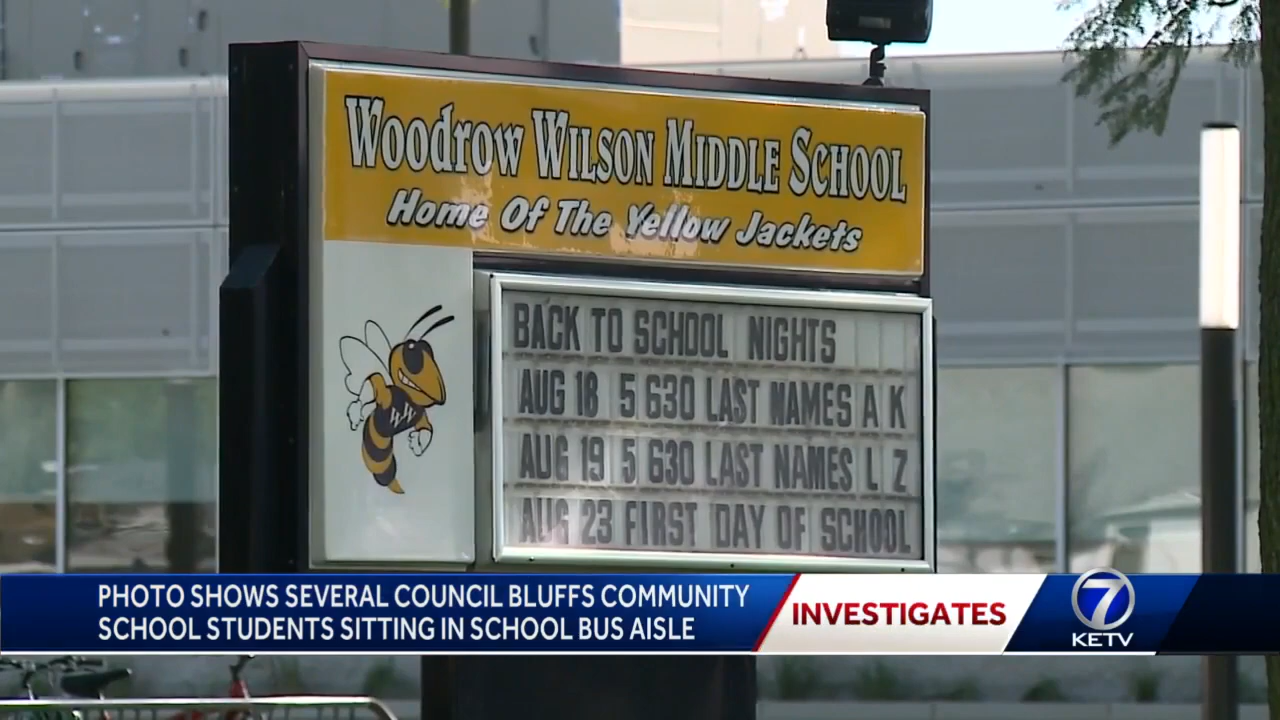 Woodrow Wilson Middle School
Home Of The Yellow Jackets
BACK TO SCHOOL NIGHTS
AUG 18 5 630 LAST NAMES A K
AUG 19 5 630 LAST NAMES L Z
AUG 23 FIRST DAY OF SCHOOL
WW
PHOTO SHOWS SEVERAL COUNCIL BLUFFS COMMUNITY
SCHOOL STUDENTS SITTING IN SCHOOL BUS AISLE
INVESTIGATES
7
KETV